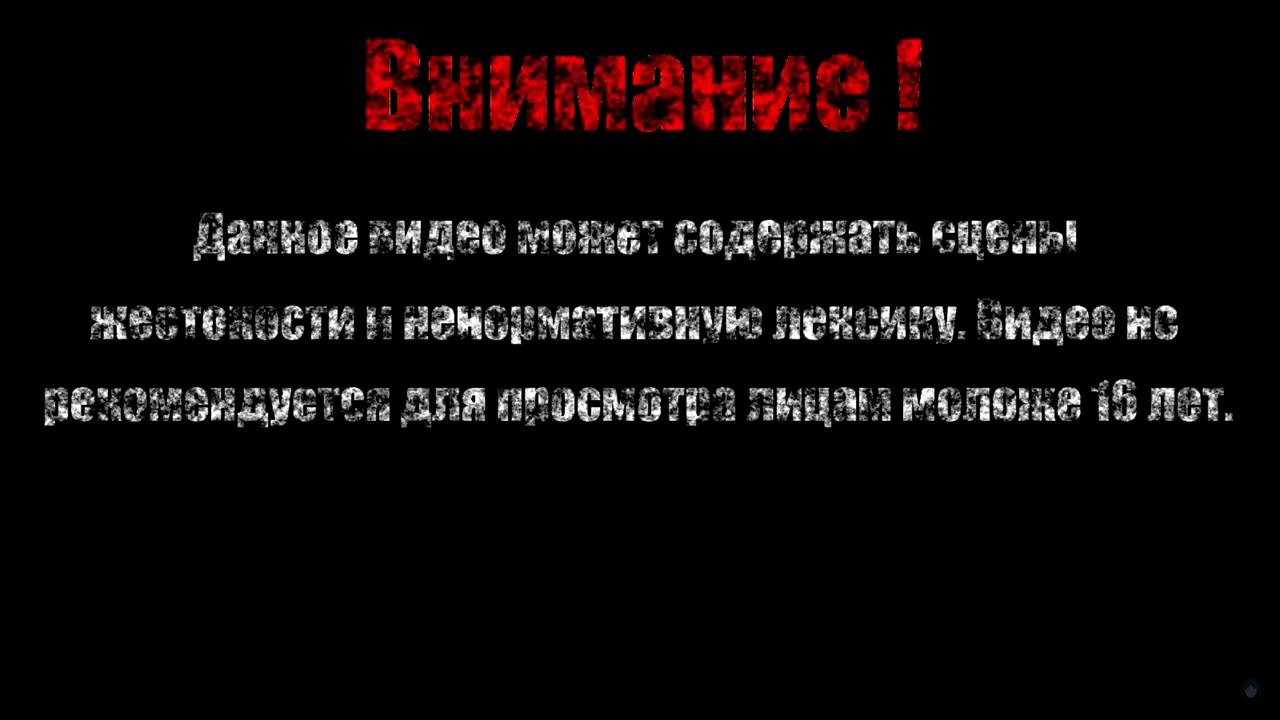 Внимание !
Данное видео может содержать сцены
жестокости и ненормативную лексику. Видео не
рекомендуется для просмотра лицам моложе 16 лет.